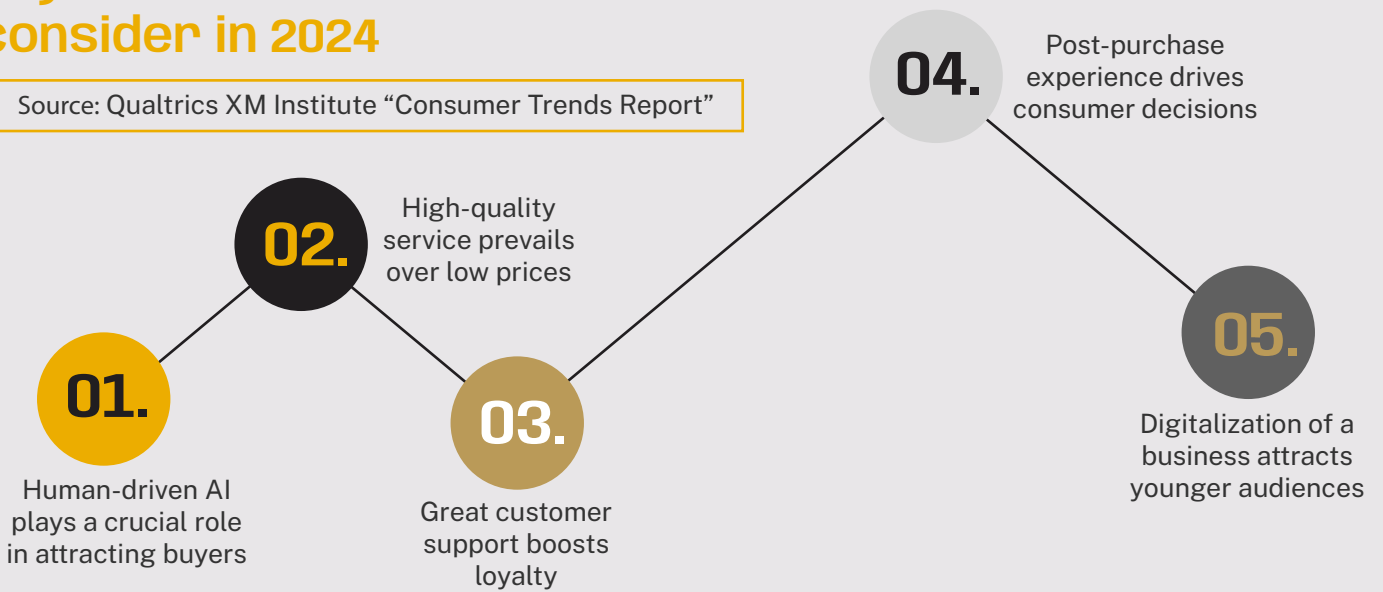 consider in 2024
Source: Qualtrics XM Institute “Consumer Trends Report”
01.
Human-driven AI
plays a crucial role
in attracting buyers
02.
High-quality
service prevails
over low prices
03.
Great customer
support boosts
loyalty
04.
Post-purchase
experience drives
consumer decisions
05.
Digitalization of a
business attracts
younger audiences